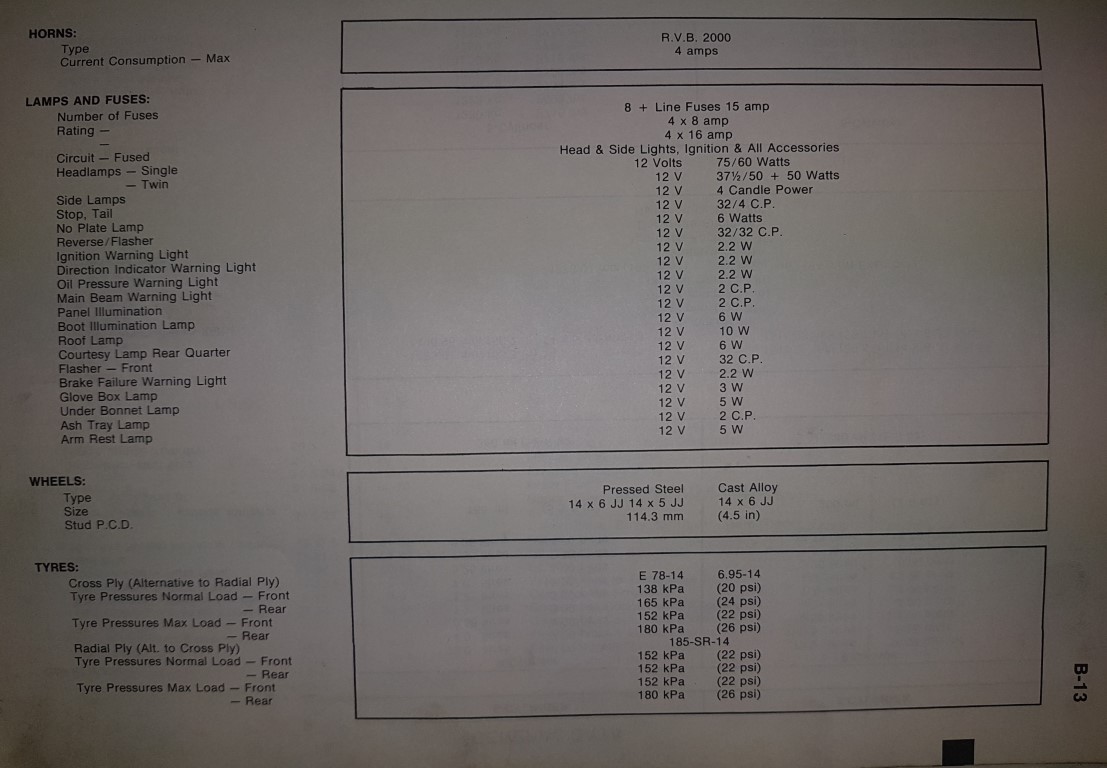 HORNS:
Type R.V.B. 2000
Current Consumption — Max 4 amps
LAMPS AND FUSES:
Number of Fuses 8 + Line Fuses 15 amp
Rating — 4 x 8 amp
— 4 x 16 amp
Circuit — Fused Head & Side Lights, Ignition & All Accessories
Headlamps — Single 12 Volts 75/60 Watts
— Twin 12 V 37½/50 + 50 Watts
Side Lamps 12 V 4 Candle Power
Stop, Tail 12 V 32/4 C.P.
No Plate Lamp 12 V 6 Watts
Reverse/Flasher 12 V 32/32 C.P.
Ignition Warning Light 12 V 2.2 W
Direction Indicator Warning Light 12 V 2.2 W
Oil Pressure Warning Light 12 V 2.2 W
Main Beam Warning Light 12 V 2 C.P.
Panel Illumination 12 V 2 C.P.
Boot Illumination Lamp 12 V 6 W
Roof Lamp 12 V 10 W
Courtesy Lamp Rear Quarter 12 V 6 W
Flasher — Front 12 V 32 C.P.
Brake Failure Warning Light 12 V 2.2 W
Glove Box Lamp 12 V 3 W
Under Bonnet Lamp 12 V 5 W
Ash Tray Lamp 12 V 2 C.P.
Arm Rest Lamp 12 V 5 W
WHEELS:
Type Pressed Steel Cast Alloy
Size 14 x 6 JJ 14 x 5 JJ 14 x 6 JJ
Stud P.C.D. 114.3 mm (4.5 in)
TYRES:
Cross Ply (Alternative to Radial Ply) E 78-14 6.95-14
Tyre Pressures Normal Load — Front 138 kPa (20 psi)
— Rear 165 kPa (24 psi)
Tyre Pressures Max Load — Front 152 kPa (22 psi)
— Rear 180 kPa (26 psi)
Radial Ply (Alt. to Cross Ply) 185-SR-14
Tyre Pressures Normal Load — Front 152 kPa (22 psi)
— Rear 152 kPa (22 psi)
Tyre Pressures Max Load — Front 152 kPa (22 psi)
— Rear 180 kPa (26 psi)
B-13